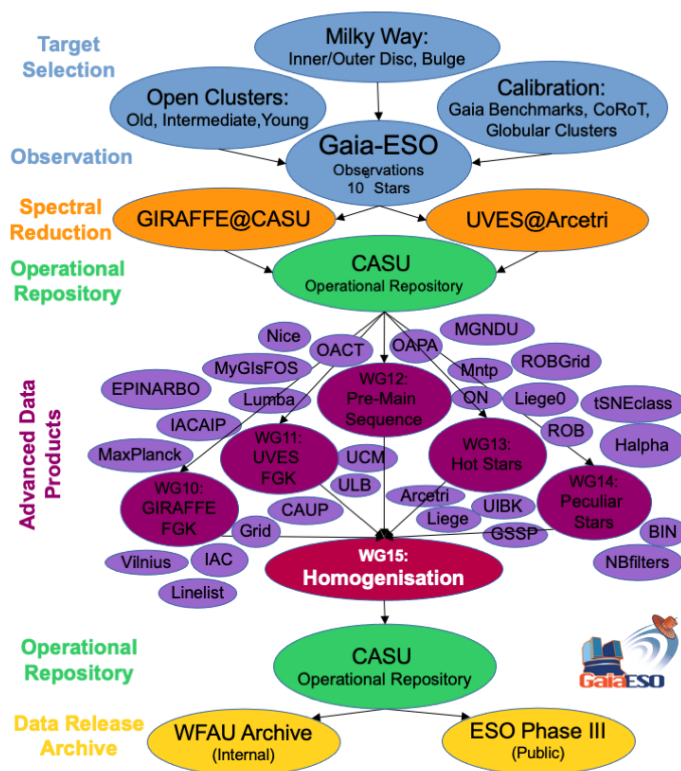 Target
Selection
Milky Way:
Inner/Outer Disc, Bulge
Open Clusters:
Old, Intermediate,Young
Calibration:
Gaia Benchmarks, CoRoT,
Globular Clusters
Observation
Gaia-ESO
Observations
10 Stars
Spectral
Reduction
GIRAFFE@CASU
UVES@Arcetri
Operational
Repository
CASU
Operational Repository
Advanced Data
Products
Nice
OACT
OAPA
MGNDU
MyGIsFOS
Mntp
ROBGrid
EPINARBO
Lumba
WG12:
Pre-Main
Sequence
QN
Liege0
tSNEclass
IACAIP
ROB
MaxPlanck
WG11:
UVES
FGK
UCM
WG13:
Hot Stars
Halpha
ULB
WG10:
GIRAFFE
FGK
CAUP
Arcetri
Liege
UIBK
WG14:
Peculiar
Stars
Grid
GSSP
BIN
Vilnius
IAC
WG15:
Homogenisation
NBfilters
Linelist
Operational
Repository
CASU
Operational Repository
GaiaESO
Data Release
Archive
WFAU Archive
(Internal)
ESO Phase III
(Public)